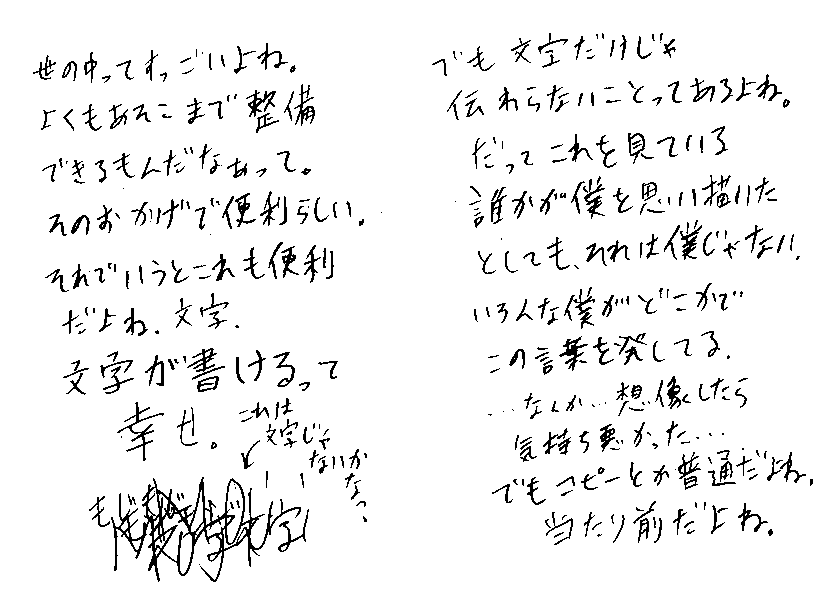 世の中ってすっごいよね。
よくもあそこまで整備
できるもんだなぁって。
そのおかげで便利らしい。
それでいうとこれも便利
だよね、文字、
文字が書けるって
幸せ。
これは
文字じゃ
ないか
なっ
でも文字だけじゃ
伝わらないことってあるよね。
だってこれを見ている
誰かが僕を思い描いた
としても、それは僕じゃない、
いろんな僕がどこかで
この言葉を発してる、
…なんか…想像したら
気持ち悪かった…
でもコピーとか普通だよね、
当たり前だよね。